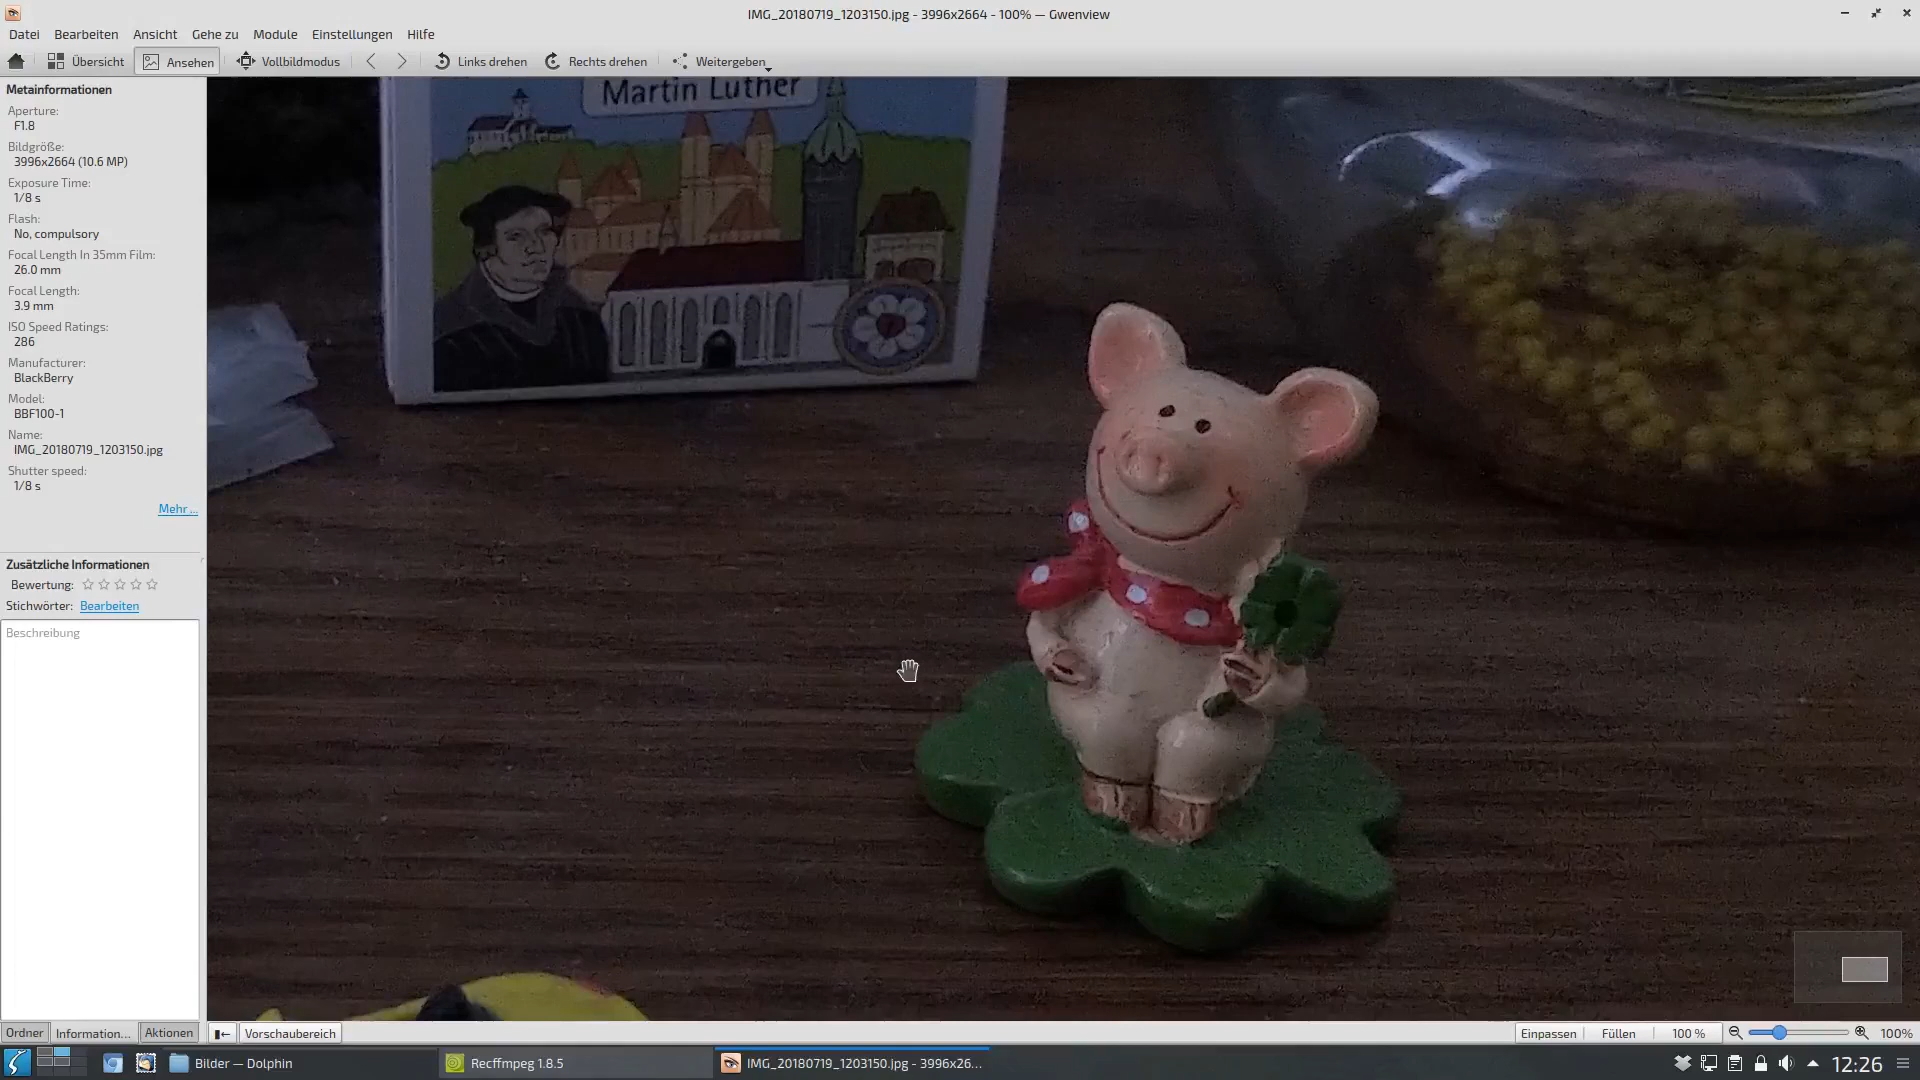 IMG_20180719_1203150.jpg - 3996x2664 - 100% — Gwenview
Datei Bearbeiten Ansicht Gehe zu Module Einstellungen Hilfe
Übersicht Ansehen Vollbildmodus Links drehen Rechts drehen Weitergeben
Metainformationen
Aperture:
F1.8
Bildgröße:
3996x2664 (10.6 MP)
Exposure Time:
1/8 s
Flash:
No, compulsory
Focal Length In 35mm Film:
26.0 mm
Focal Length:
3.9 mm
ISO Speed Ratings:
286
Manufacturer:
BlackBerry
Model:
BBF100-1
Name:
IMG_20180719_1203150.jpg
Shutter speed:
1/8 s
Mehr ...
Zusätzliche Informationen
Bewertung:
Stichwörter: Bearbeiten
Beschreibung
Martin Luther
Ordner Information... Aktionen Vorschaubereich Einpassen Füllen 100 % 100%
Bilder — Dolphin Recffmpeg 1.8.5 IMG_20180719_1203150.jpg - 3996x26... 12:26